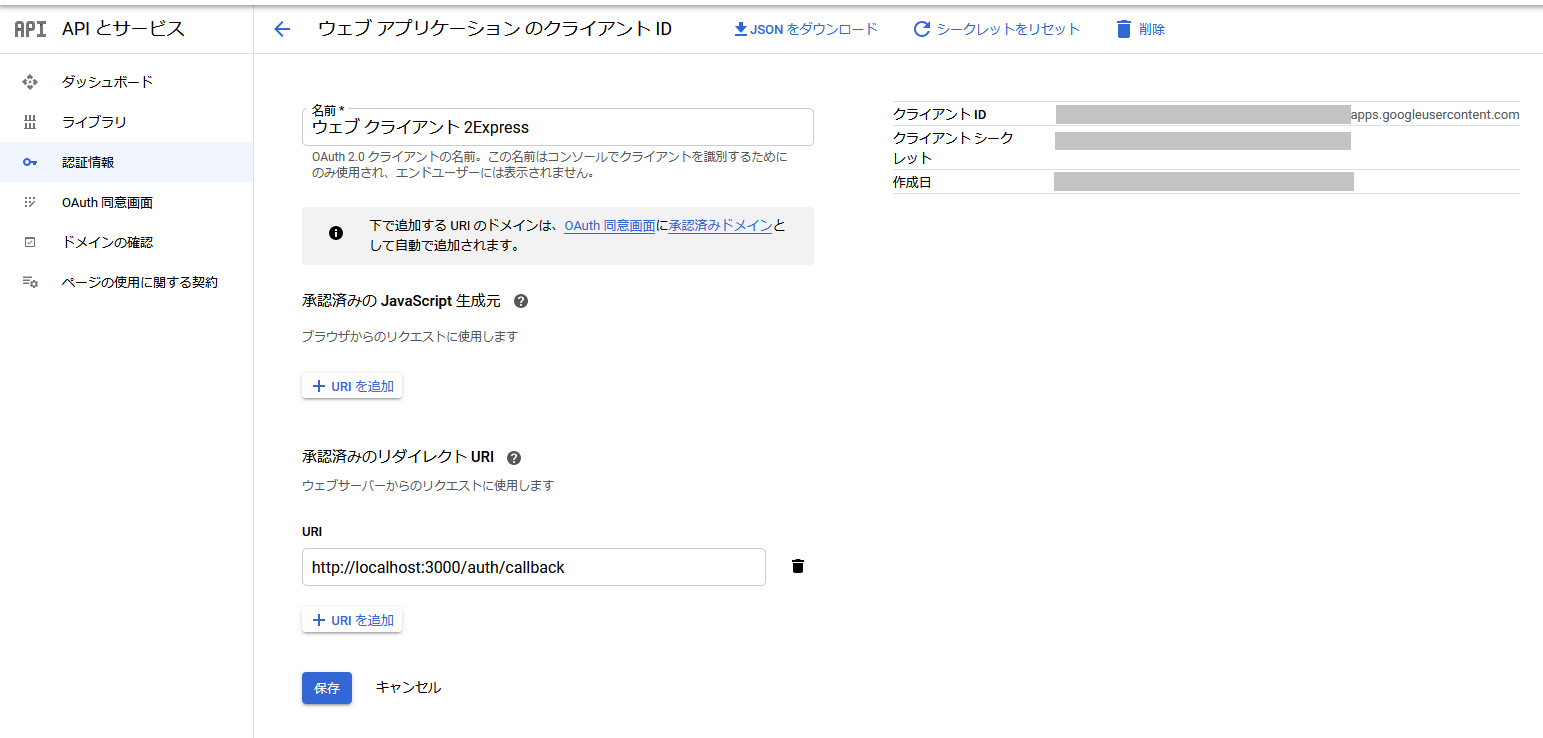 API API とサービス
ウェブ アプリケーション のクライアント ID
JSON をダウンロード
シークレットをリセット
削除
ダッシュボード
ライブラリ
認証情報
OAuth 同意画面
ドメインの確認
ページの使用に関する契約
名前 *
ウェブ クライアント 2Express
OAuth 2.0 クライアントの名前。この名前はコンソールでクライアントを識別するために
のみ使用され、エンドユーザーには表示されません。
下で追加する URI のドメインは、OAuth 同意画面に承認済みドメインと
して自動で追加されます。
承認済みの JavaScript 生成元
ブラウザからのリクエストに使用します
URI を追加
承認済みのリダイレクト URI
ウェブサーバーからのリクエストに使用します
URI
http://localhost:3000/auth/callback
URI を追加
保存
キャンセル
クライアント ID
apps.googleusercontent.com
クライアント シーク
レット
作成日